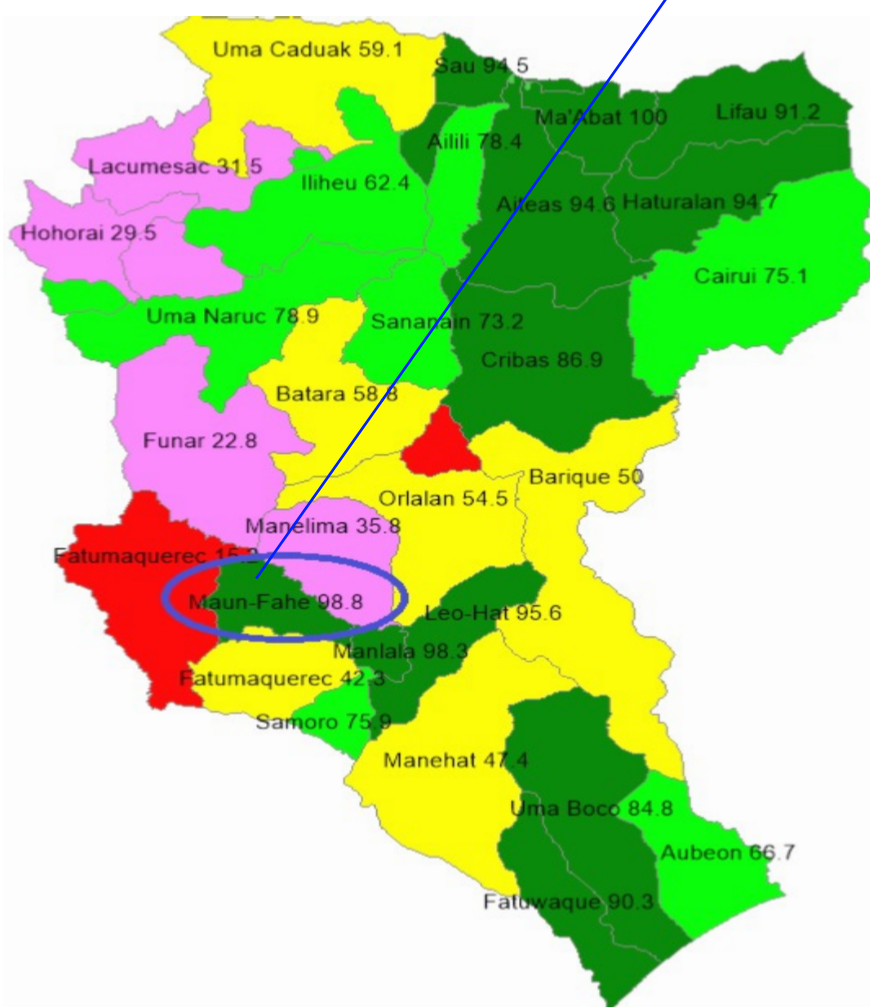 Uma Caduak 59.1
Sau 94.5
Ma'Abat 100
Lifau 91.2
Ailili 78.4
Lacumesac 31.5
Iliheu 62.4
Aiteas 94.6
Haturalan 94.7
Hohorai 29.5
Cairui 75.1
Uma Naruc 78.9
Sananain 73.2
Cribas 86.9
Batara 58.8
Funar 22.8
Barique 50
Orlalan 54.5
Manelima 35.8
Fatumaquerec 15.2
Maun-Fahe 98.8
Leo-Hat 95.6
Manlala 98.3
Fatumaquerec 42.3
Samoro 75.9
Manehat 47.4
Uma Boco 84.8
Aubeon 66.7
Fatuwaque 90.3